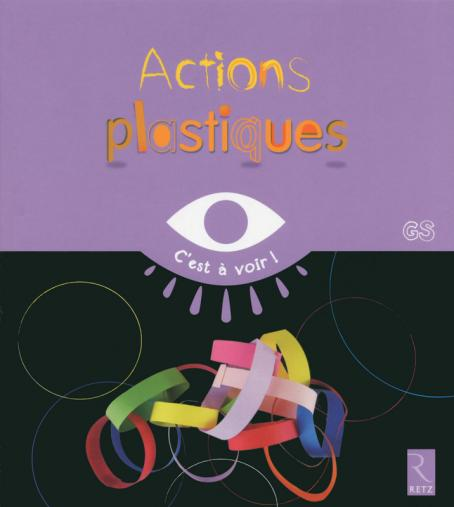 Actions
plastiques
GS
C'est à voir !
R
RETZ